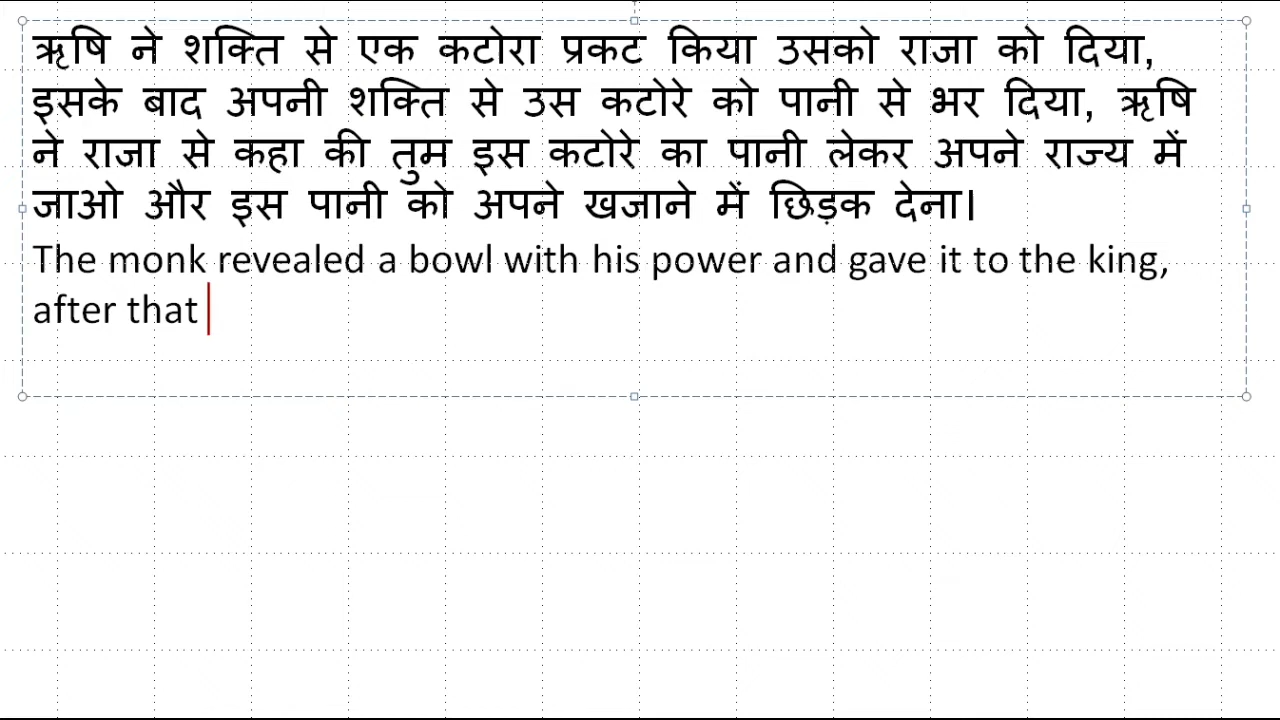 ऋषि ने शक्ति से एक कटोरा प्रकट किया उसको राजा को दिया,
इसके बाद अपनी शक्ति से उस कटोरे को पानी से भर दिया, ऋषि
ने राजा से कहा की तुम इस कटोरे का पानी लेकर अपने राज्य में
जाओ और इस पानी को अपने खजाने में छिड़क देना।
The monk revealed a bowl with his power and gave it to the king,
after that